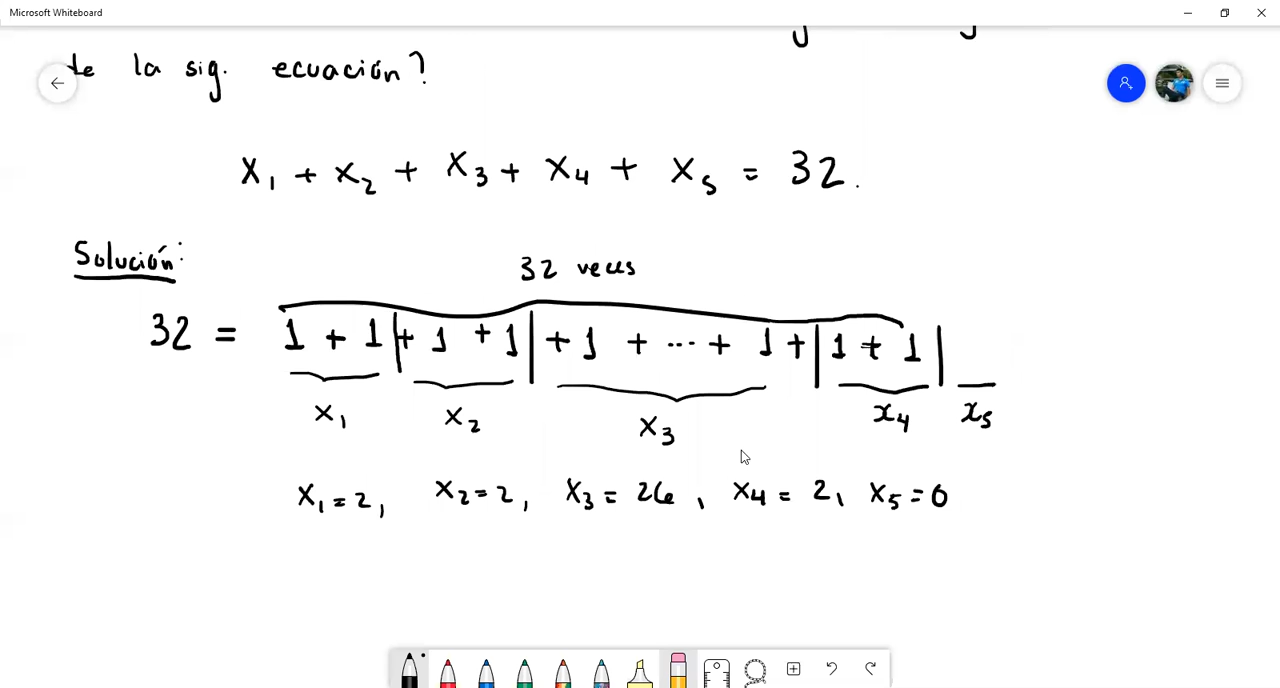 Microsoft Whiteboard
de la sig. ecuación?
x₁ + x₂ + x₃ + x₄ + x₅ = 32.
Solución:
32 veces
32 = 1 + 1 | + 1 + 1 | + 1 + ... + 1 + | 1 + 1 |
x₁ x₂ x₃ x₄ x₅
x₁ = 2, x₂ = 2, x₃ = 26, x₄ = 2, x₅ = 0